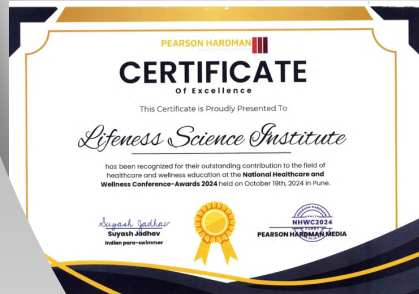 PEARSON HARDMAN
CERTIFICATE
Of Excellence
This Certificate is Proudly Presented To
Lifeness Science Institute
has been recognized for their outstanding contribution to the field of
healthcare and wellness education at the National Healthcare and
Wellness Conference-Awards 2024 held on October 19th, 2024 in Pune.
Suyash Jadhav
Suyash Jadhav
Indian para-swimmer
NHWC2024
PEARSON HARDMAN MEDIA